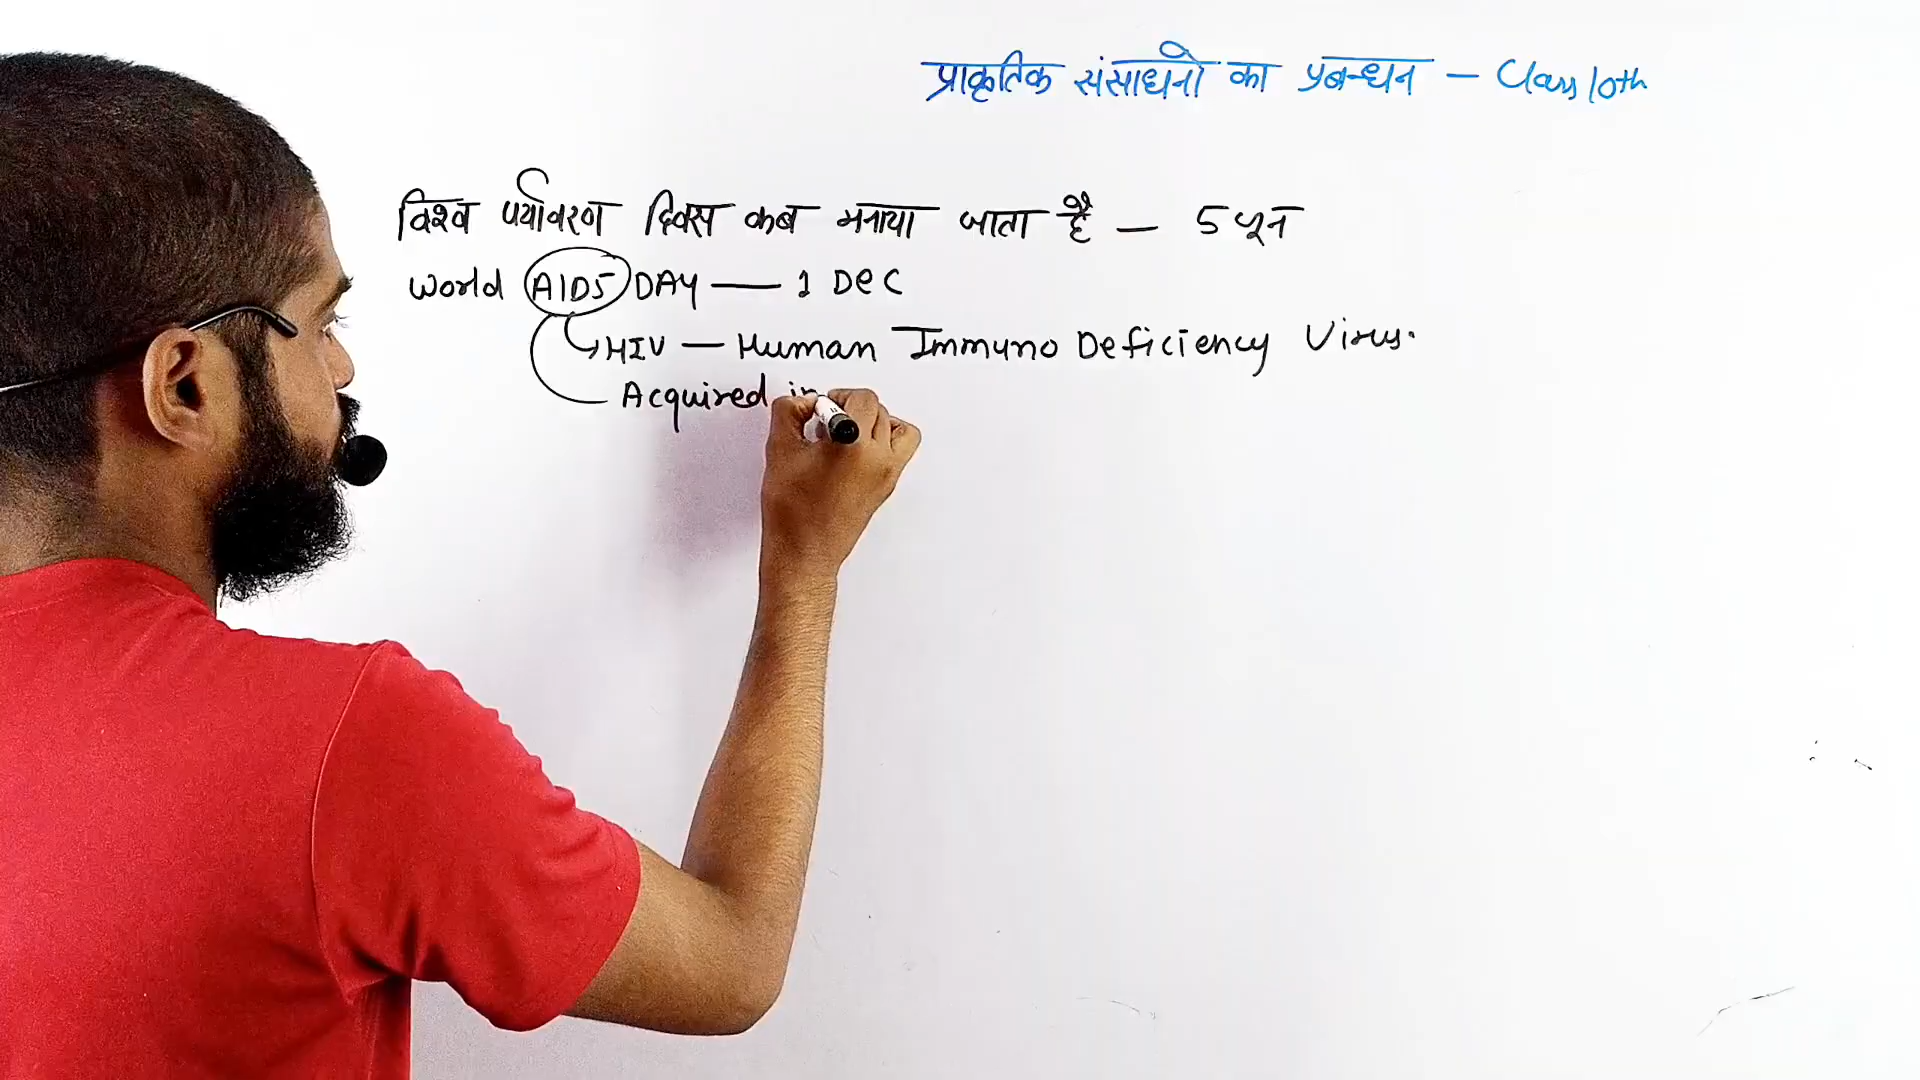 प्राकृतिक संसाधनो का प्रबन्धन — Class 10th
विश्व पर्यावरण दिवस कब मनाया जाता है — 5 जून
World AIDS DAY — 1 DEC
HIV — Human Immuno Deficiency Virus.
Acquired